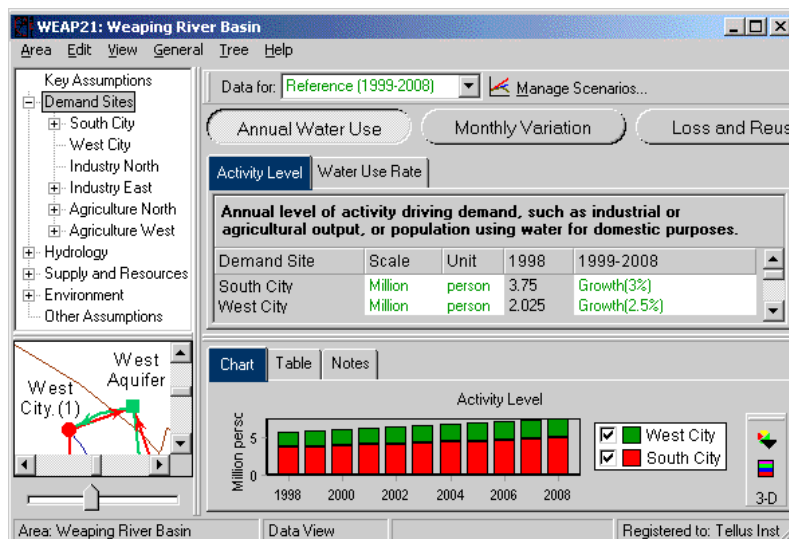 WEAP21: Weaping River Basin
Area Edit View General Tree Help
Key Assumptions
Demand Sites
South City
West City
Industry North
Industry East
Agriculture North
Agriculture West
Hydrology
Supply and Resources
Environment
Other Assumptions
Data for: Reference (1999-2008) Manage Scenarios...
Annual Water Use Monthly Variation Loss and Reus
Activity Level Water Use Rate
Annual level of activity driving demand, such as industrial or
agricultural output, or population using water for domestic purposes.
Demand Site Scale Unit 1998 1999-2008
South City Million person 3.75 Growth(3%)
West City Million person 2.025 Growth(2.5%)
West
Aquifer
West
City. (1)
Chart Table Notes
Activity Level
Million persc
5
0
1998 2000 2002 2004 2006 2008
West City
South City
3-D
Area: Weaping River Basin Data View Registered to: Tellus Inst